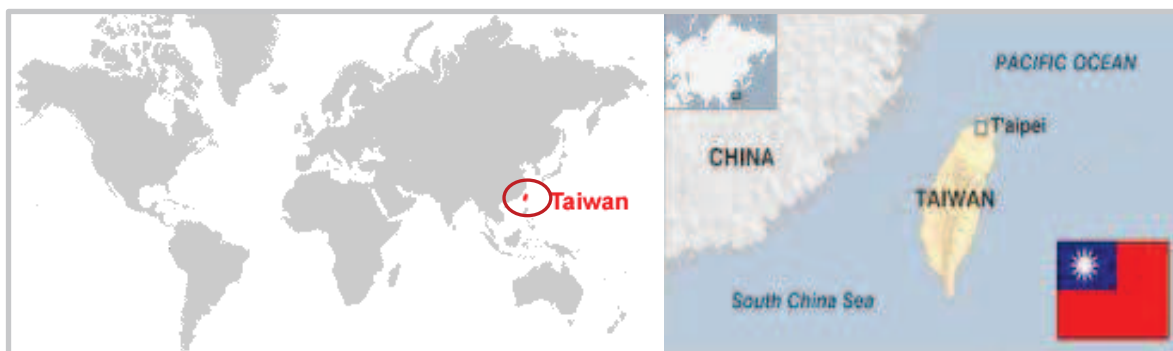 Taiwan
PACIFIC OCEAN
T'aipei
CHINA
TAIWAN
South China Sea